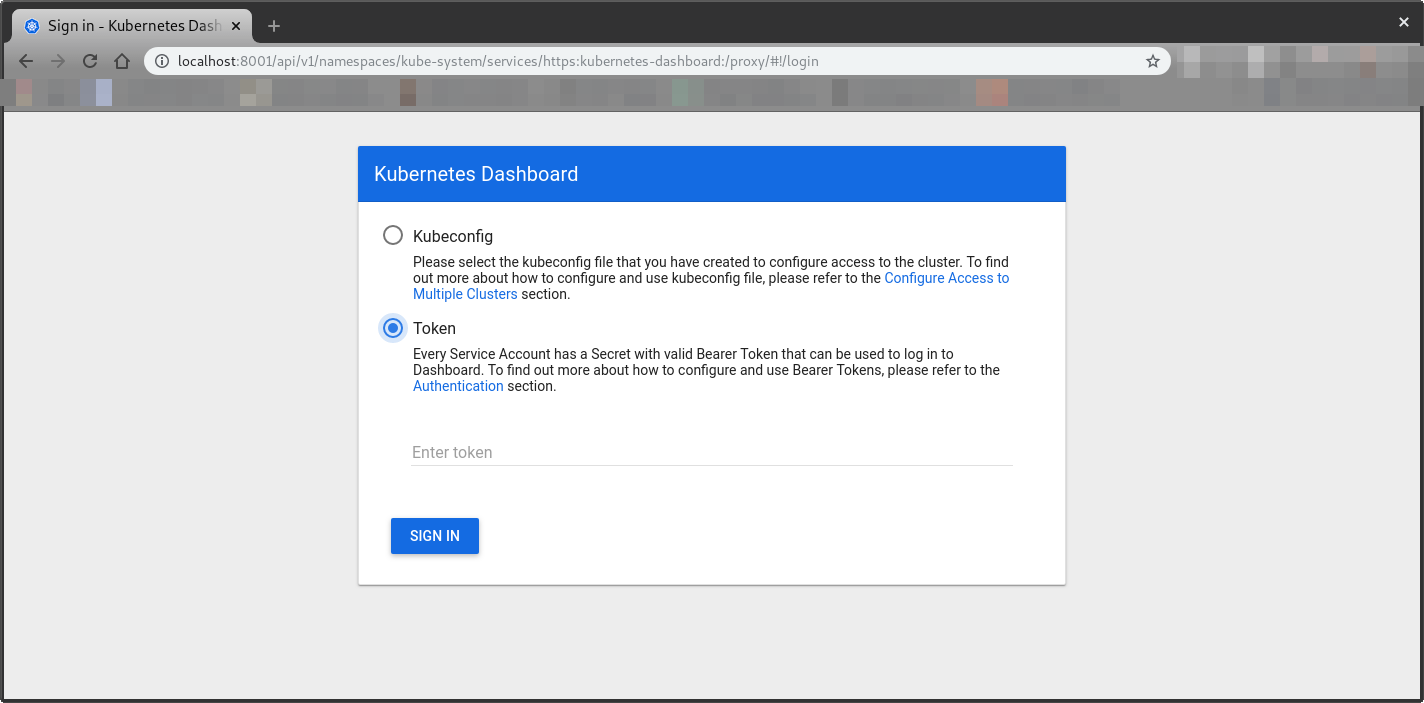 Sign in - Kubernetes Dash
localhost:8001/api/v1/namespaces/kube-system/services/https:kubernetes-dashboard:/proxy/#!/login
Kubernetes Dashboard
Kubeconfig
Please select the kubeconfig file that you have created to configure access to the cluster. To find
out more about how to configure and use kubeconfig file, please refer to the Configure Access to
Multiple Clusters section.
Token
Every Service Account has a Secret with valid Bearer Token that can be used to log in to
Dashboard. To find out more about how to configure and use Bearer Tokens, please refer to the
Authentication section.
Enter token
SIGN IN